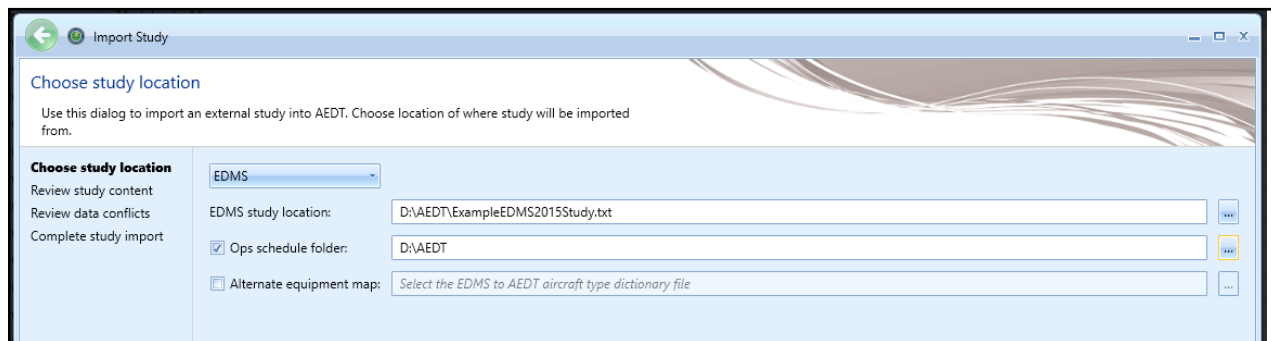 Import Study
Choose study location
Use this dialog to import an external study into AEDT. Choose location of where study will be imported
from.
Choose study location
Review study content
Review data conflicts
Complete study import
EDMS
EDMS study location: D:\AEDT\ExampleEDMS2015Study.txt ...
Ops schedule folder: D:\AEDT ...
Alternate equipment map: Select the EDMS to AEDT aircraft type dictionary file ...